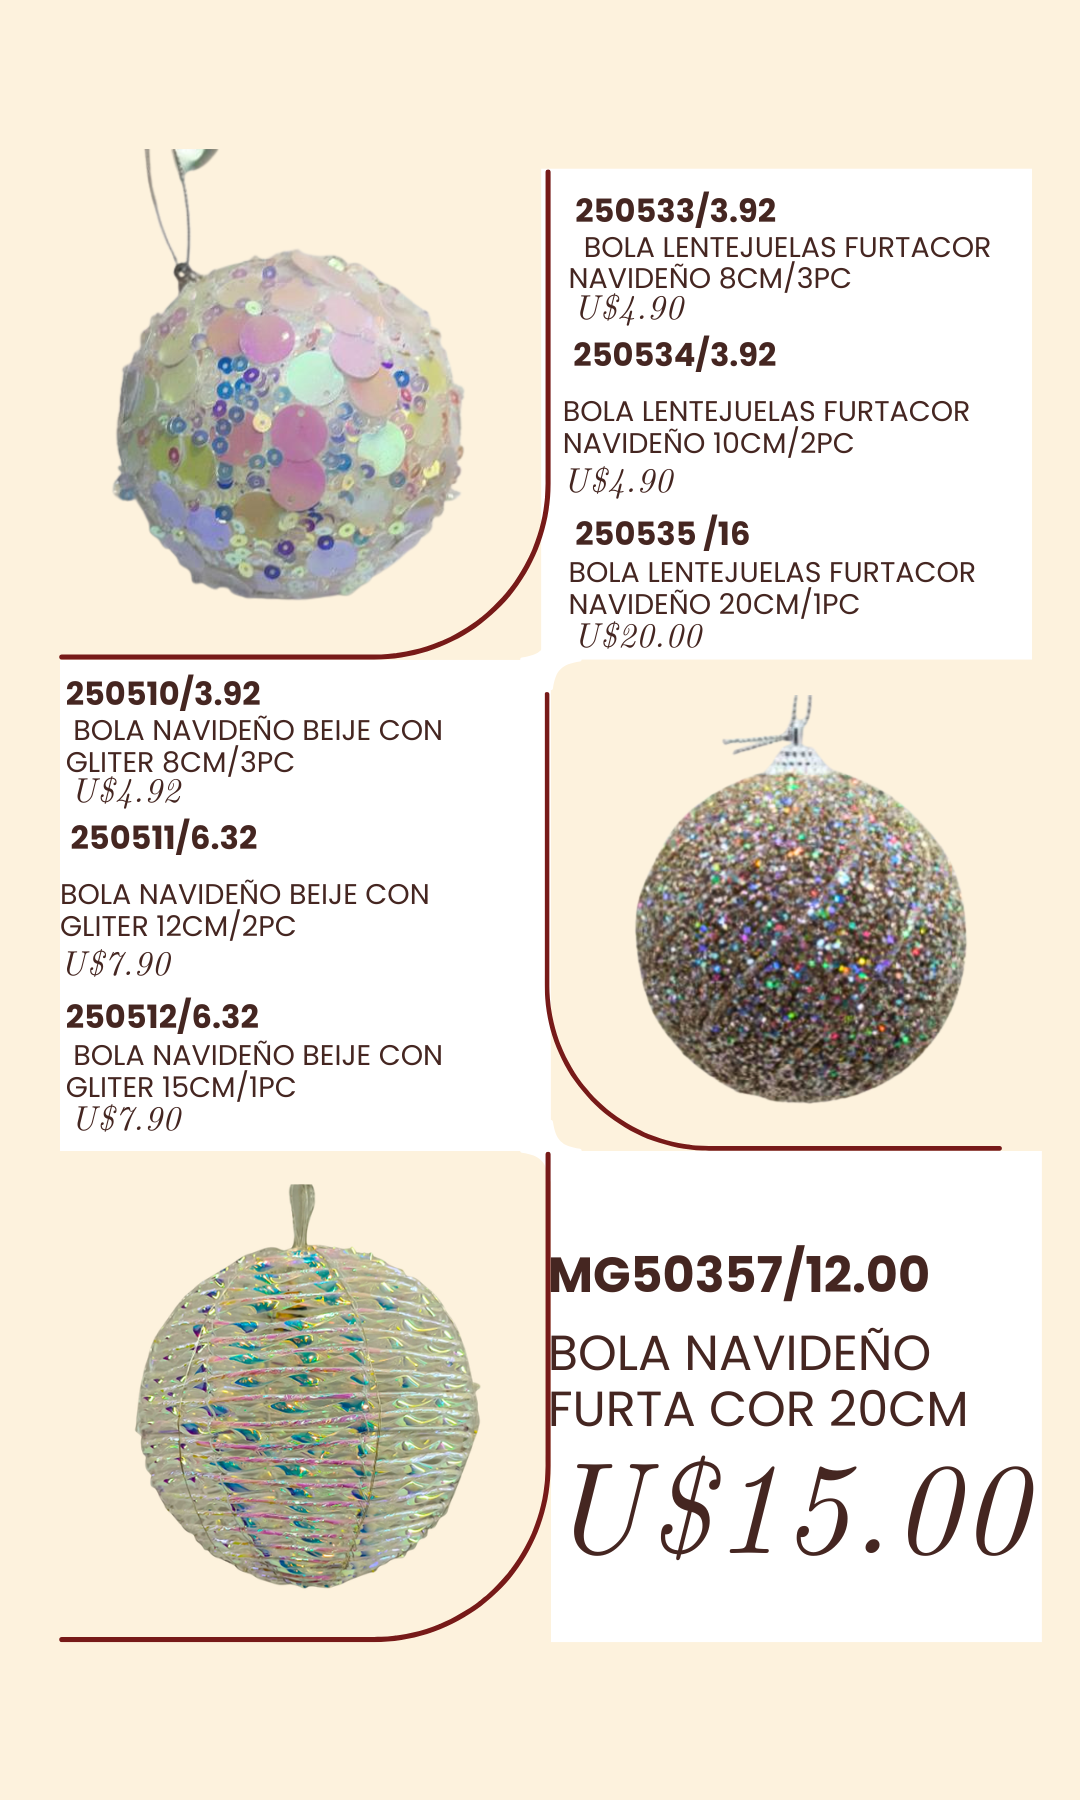 250533/3.92
BOLA LENTEJUELAS FURTACOR
NAVIDEÑO 8CM/3PC
U$4.90
250534/3.92
BOLA LENTEJUELAS FURTACOR
NAVIDEÑO 10CM/2PC
U$4.90
250535 /16
BOLA LENTEJUELAS FURTACOR
NAVIDEÑO 20CM/1PC
U$20.00
250510/3.92
BOLA NAVIDEÑO BEIJE CON
GLITER 8CM/3PC
U$4.92
250511/6.32
BOLA NAVIDEÑO BEIJE CON
GLITER 12CM/2PC
U$7.90
250512/6.32
BOLA NAVIDEÑO BEIJE CON
GLITER 15CM/1PC
U$7.90
MG50357/12.00
BOLA NAVIDEÑO
FURTA COR 20CM
U$15.00